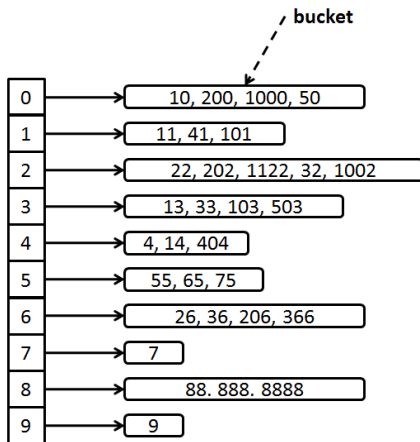 bucket
0 10, 200, 1000, 50
1 11, 41, 101
2 22, 202, 1122, 32, 1002
3 13, 33, 103, 503
4 4, 14, 404
5 55, 65, 75
6 26, 36, 206, 366
7 7
8 88. 888. 8888
9 9